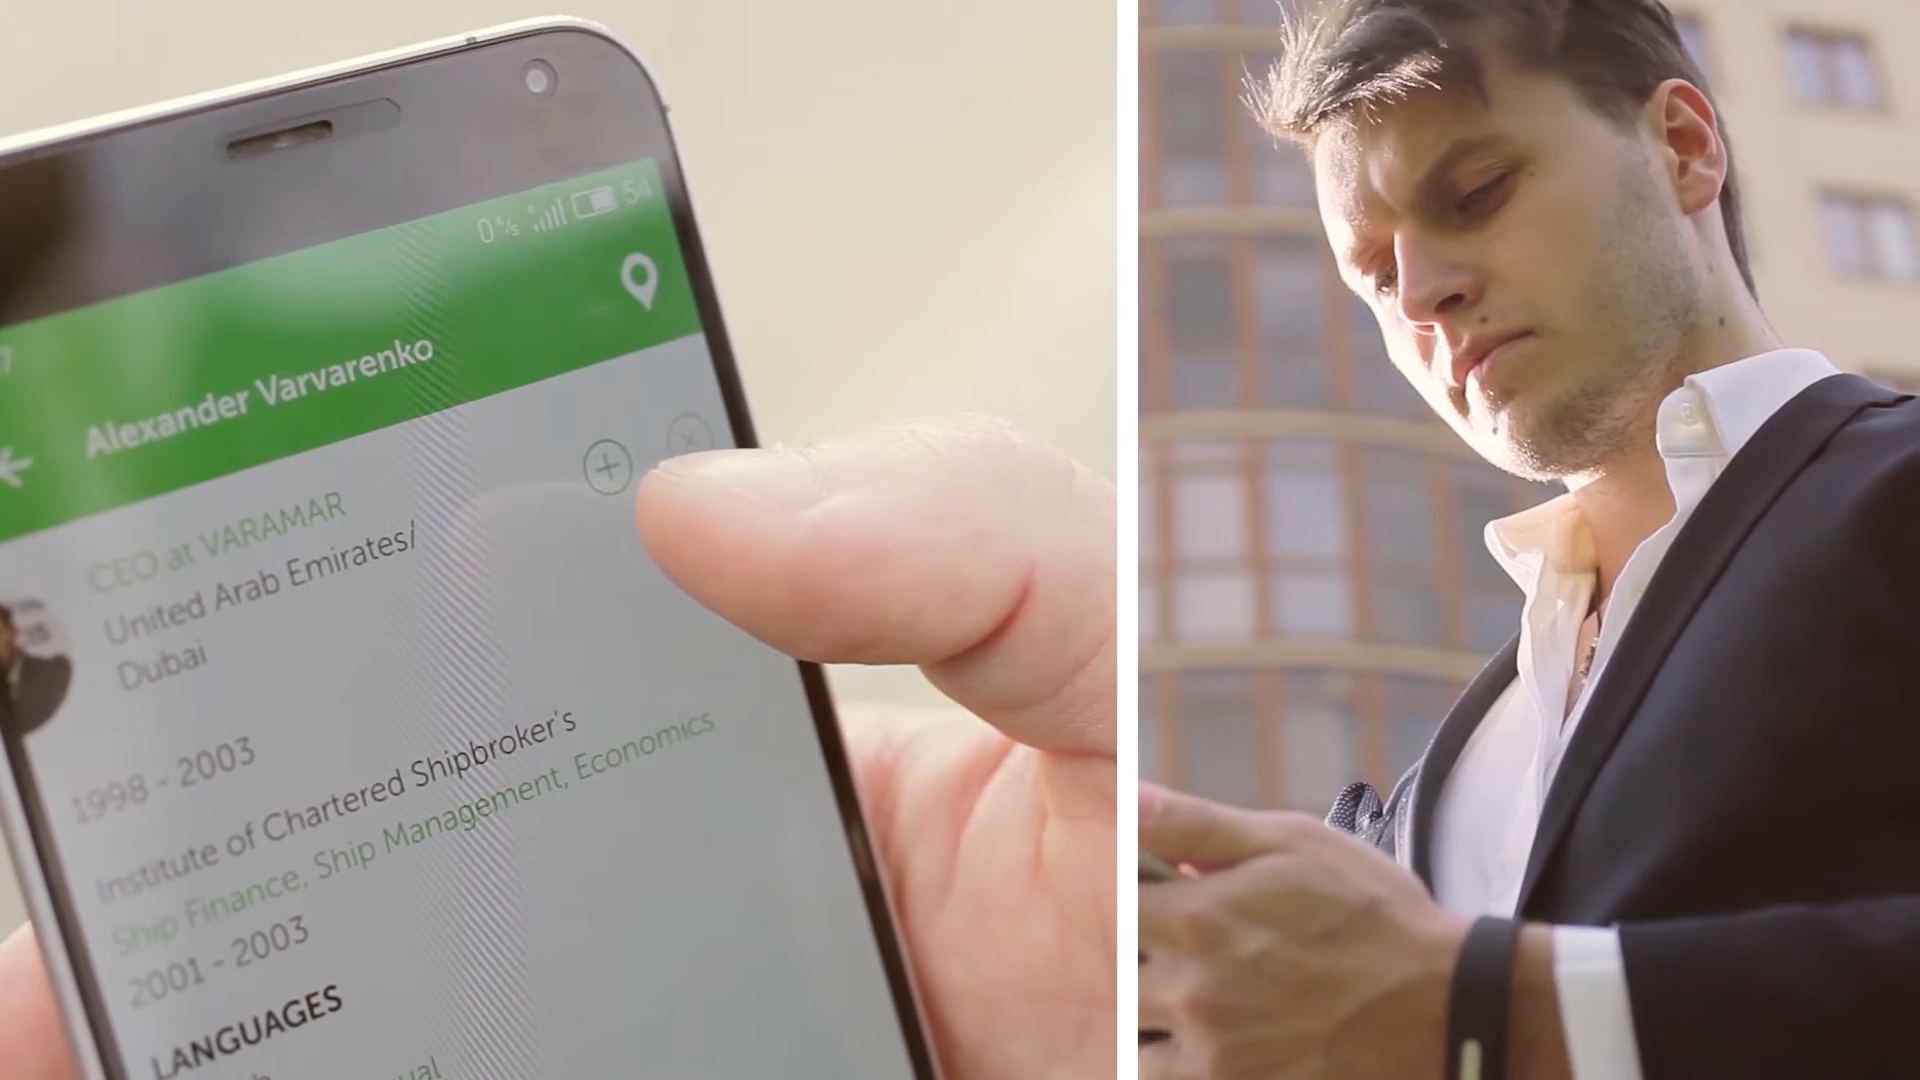 0 K/s 54
Alexander Varvarenko
CEO at VARAMAR
United Arab Emirates/
Dubai
1998 - 2003
Institute of Chartered Shipbroker's
Ship Finance, Ship Management, Economics
2001 - 2003
LANGUAGES